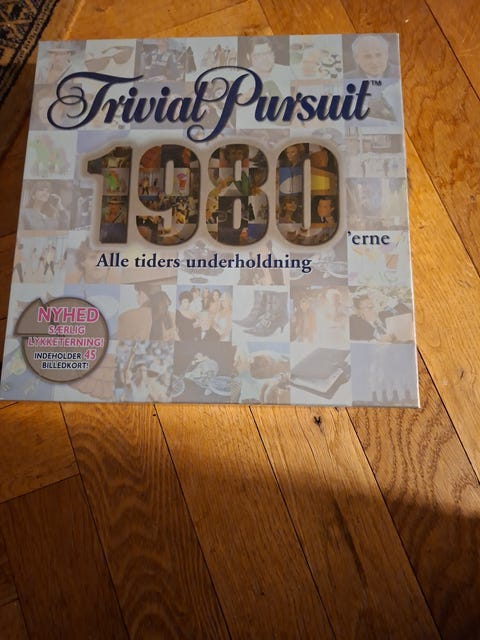 Trivial Pursuit™
1980'erne
Alle tiders underholdning
NYHED
SÆRLIG
LYKKETERNING!
INDEHOLDER 45
BILLEDKORT!